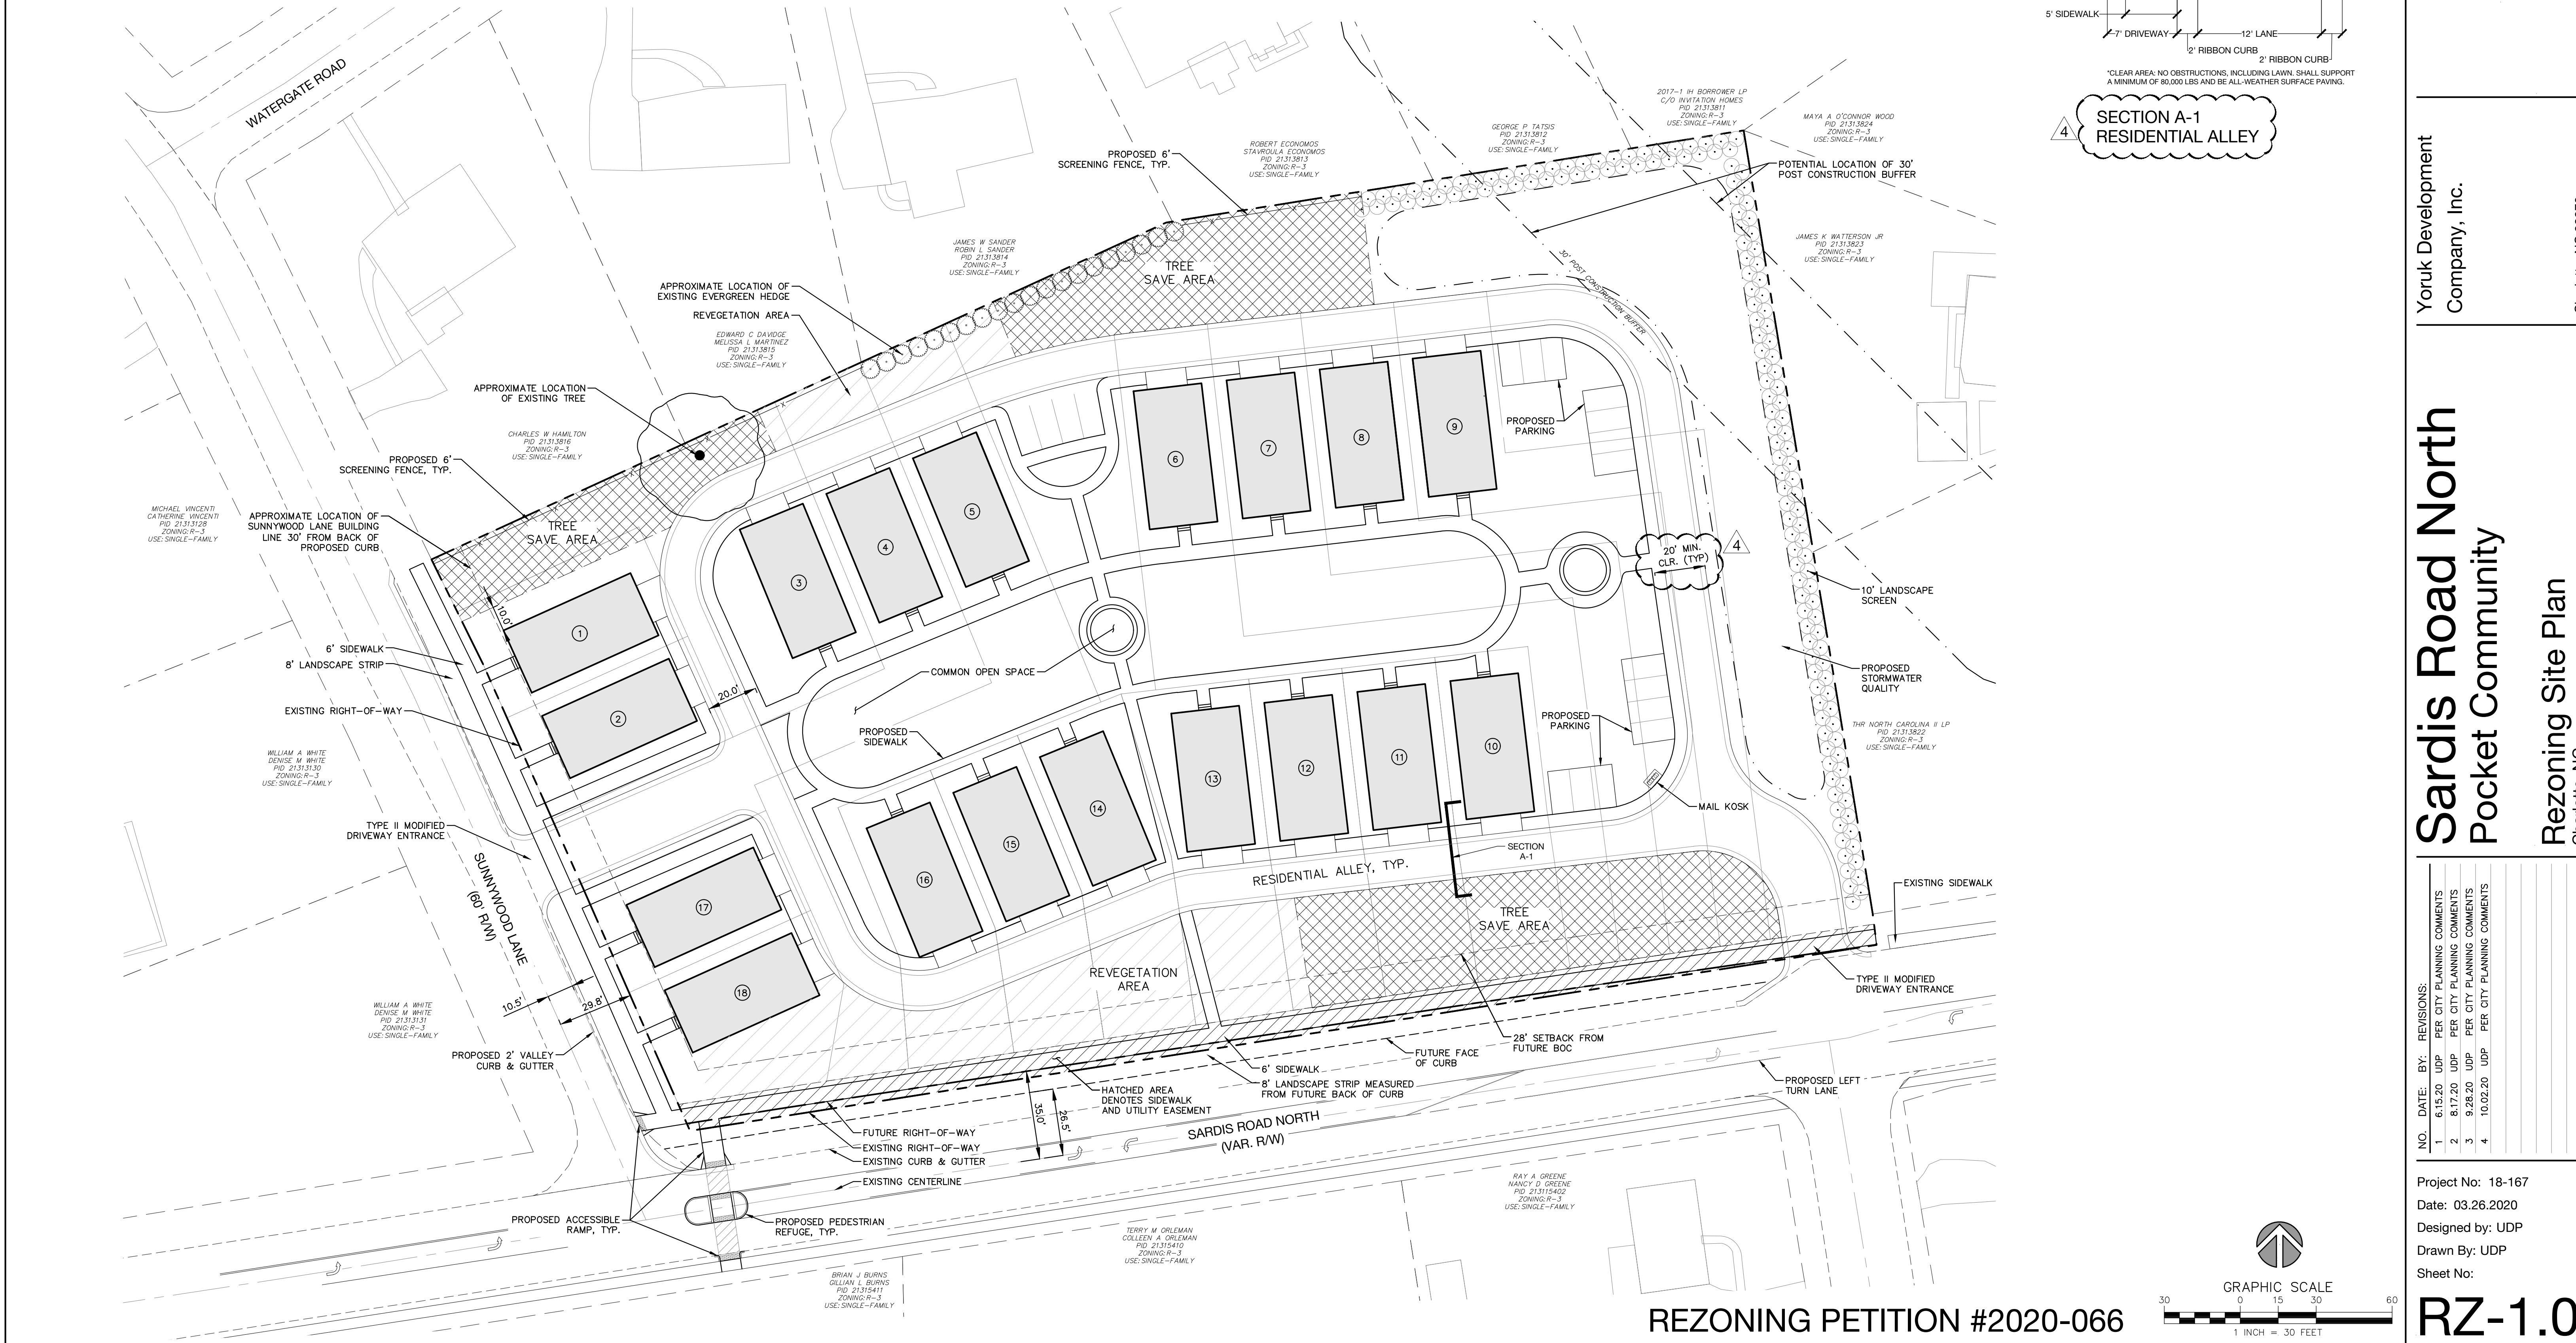 5' SIDEWALK
7' DRIVEWAY
12' LANE
2' RIBBON CURB
2' RIBBON CURB
*CLEAR AREA: NO OBSTRUCTIONS, INCLUDING LAWN. SHALL SUPPORT
A MINIMUM OF 80,000 LBS AND BE ALL-WEATHER SURFACE PAVING.
4
SECTION A-1
RESIDENTIAL ALLEY
WATERGATE ROAD
2017-1 IH BORROWER LP
C/O INVITATION HOMES
PID 21313811
ZONING: R-3
USE: SINGLE-FAMILY
MAYA A O'CONNOR WOOD
PID 21313824
ZONING: R-3
USE: SINGLE-FAMILY
GEORGE P TATSIS
PID 21313812
ZONING: R-3
USE: SINGLE-FAMILY
ROBERT ECONOMOS
STAVROULA ECONOMOS
PID 21313813
ZONING: R-3
USE: SINGLE-FAMILY
PROPOSED 6'
SCREENING FENCE, TYP.
POTENTIAL LOCATION OF 30'
POST CONSTRUCTION BUFFER
JAMES K WATTERSON JR
PID 21313823
ZONING: R-3
USE: SINGLE-FAMILY
JAMES W SANDER
ROBIN L SANDER
PID 21313814
ZONING: R-3
USE: SINGLE-FAMILY
TREE
SAVE AREA
30' POST CONSTRUCTION BUFFER
APPROXIMATE LOCATION OF
EXISTING EVERGREEN HEDGE
REVEGETATION AREA
EDWARD C DAVIDGE
MELISSA L MARTINEZ
PID 21313815
ZONING: R-3
USE: SINGLE-FAMILY
APPROXIMATE LOCATION
OF EXISTING TREE
CHARLES W HAMILTON
PID 21313816
ZONING: R-3
USE: SINGLE-FAMILY
PROPOSED 6'
SCREENING FENCE, TYP.
PROPOSED
PARKING
MICHAEL VINCENTI
CATHERINE VINCENTI
PID 21313128
ZONING: R-3
USE: SINGLE-FAMILY
APPROXIMATE LOCATION OF
SUNNYWOOD LANE BUILDING
LINE 30' FROM BACK OF
PROPOSED CURB
TREE
SAVE AREA
1
2
3
4
5
6
7
8
9
10.0'
20.0'
20' MIN.
CLR. (TYP)
4
10' LANDSCAPE
SCREEN
6' SIDEWALK
8' LANDSCAPE STRIP
EXISTING RIGHT-OF-WAY
COMMON OPEN SPACE
PROPOSED
SIDEWALK
PROPOSED
PARKING
PROPOSED
STORMWATER
QUALITY
THR NORTH CAROLINA II LP
PID 21313822
ZONING: R-3
USE: SINGLE-FAMILY
WILLIAM A WHITE
DENISE M WHITE
PID 21313130
ZONING: R-3
USE: SINGLE-FAMILY
10
11
12
13
14
15
16
17
18
MAIL KOSK
TYPE II MODIFIED
DRIVEWAY ENTRANCE
SUNNYWOOD LANE
(60' R/W)
RESIDENTIAL ALLEY, TYP.
SECTION
A-1
EXISTING SIDEWALK
TREE
SAVE AREA
REVEGETATION
AREA
TYPE II MODIFIED
DRIVEWAY ENTRANCE
10.5'
29.8'
WILLIAM A WHITE
DENISE M WHITE
PID 21313131
ZONING: R-3
USE: SINGLE-FAMILY
PROPOSED 2' VALLEY
CURB & GUTTER
28' SETBACK FROM
FUTURE BOC
FUTURE FACE
OF CURB
6' SIDEWALK
8' LANDSCAPE STRIP MEASURED
FROM FUTURE BACK OF CURB
HATCHED AREA
DENOTES SIDEWALK
AND UTILITY EASEMENT
35.0'
26.5'
PROPOSED LEFT
TURN LANE
SARDIS ROAD NORTH
(VAR. R/W)
FUTURE RIGHT-OF-WAY
EXISTING RIGHT-OF-WAY
EXISTING CURB & GUTTER
EXISTING CENTERLINE
PROPOSED ACCESSIBLE
RAMP, TYP.
PROPOSED PEDESTRIAN
REFUGE, TYP.
RAY A GREENE
NANCY D GREENE
PID 213115402
ZONING: R-3
USE: SINGLE-FAMILY
TERRY M ORLEMAN
COLLEEN A ORLEMAN
PID 21315410
ZONING: R-3
USE: SINGLE-FAMILY
BRIAN J BURNS
GILLIAN L BURNS
PID 21315411
ZONING: R-3
USE: SINGLE-FAMILY
REZONING PETITION #2020-066
GRAPHIC SCALE
30 0 15 30 60
1 INCH = 30 FEET
Yoruk Development
Company, Inc.
Sardis Road North
Pocket Community
Rezoning Site Plan
NO. DATE: BY: REVISIONS:
1 6.15.20 UDP PER CITY PLANNING COMMENTS
2 8.17.20 UDP PER CITY PLANNING COMMENTS
3 9.28.20 UDP PER CITY PLANNING COMMENTS
4 10.02.20 UDP PER CITY PLANNING COMMENTS
Project No: 18-167
Date: 03.26.2020
Designed by: UDP
Drawn By: UDP
Sheet No:
RZ-1.0